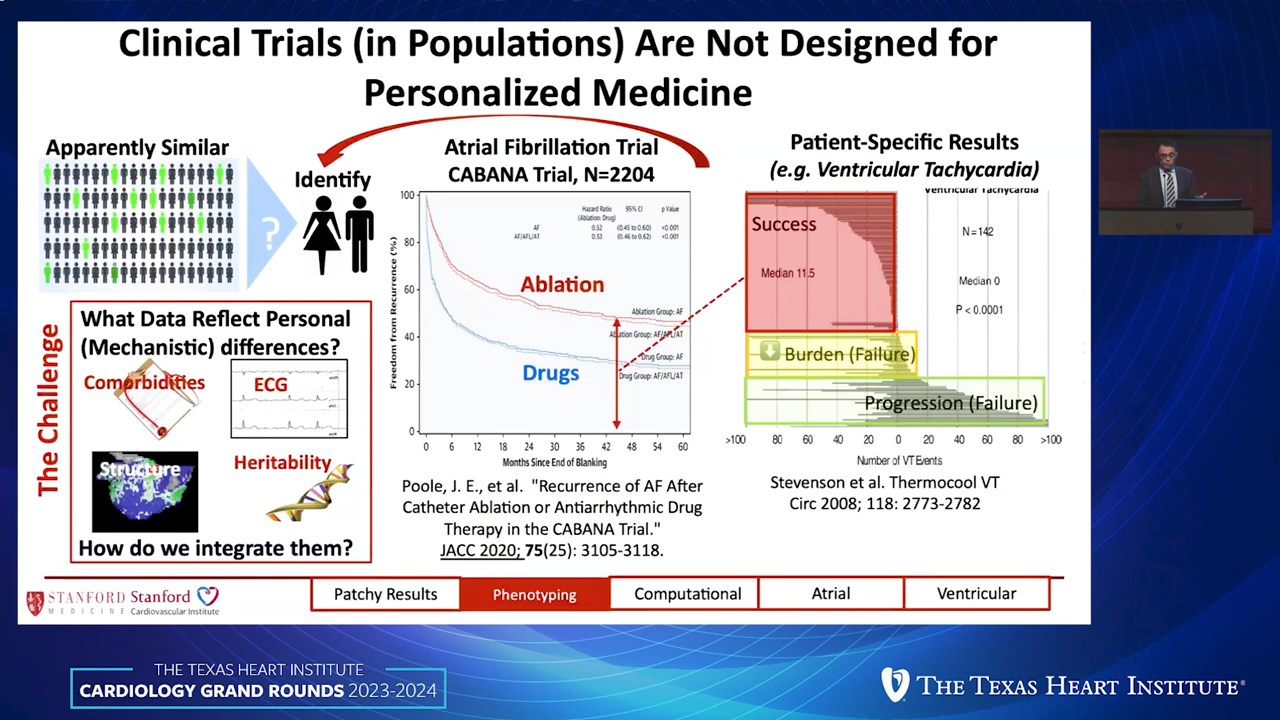 Clinical Trials (in Populations) Are Not Designed for
Personalized Medicine
Apparently Similar
?
Identify
The Challenge
What Data Reflect Personal
(Mechanistic) differences?
Comorbidities
ECG
Structure
Heritability
How do we integrate them?
Atrial Fibrillation Trial
CABANA Trial, N=2204
Freedom from Recurrence (%)
100
80
60
40
20
0
Hazard Ratio
(Ablation: Drug)
95% CI
p Value
AF
0.52
(0.45 to 0.60)
<0.001
AF/AFL/AT
0.53
(0.46 to 0.62)
<0.001
Ablation
Ablation Group: AF
Ablation Group: AF/AFL/AT
Drugs
Drug Group: AF
Drug Group: AF/AFL/AT
0 6 12 18 24 30 36 42 48 54 60
Months Since End of Blanking
Poole, J. E., et al. "Recurrence of AF After
Catheter Ablation or Antiarrhythmic Drug
Therapy in the CABANA Trial."
JACC 2020; 75(25): 3105-3118.
Patient-Specific Results
(e.g. Ventricular Tachycardia)
Ventricular Tachycardia
Success
N=142
Median 11.5
Median 0
P < 0.0001
Burden (Failure)
Progression (Failure)
>100 80 60 40 20 0 20 40 60 80 >100
Number of VT Events
Stevenson et al. Thermocool VT
Circ 2008; 118: 2773-2782
STANFORD
MEDICINE
Stanford
Cardiovascular Institute
Patchy Results
Phenotyping
Computational
Atrial
Ventricular
THE TEXAS HEART INSTITUTE
CARDIOLOGY GRAND ROUNDS 2023-2024
THE TEXAS HEART INSTITUTE®